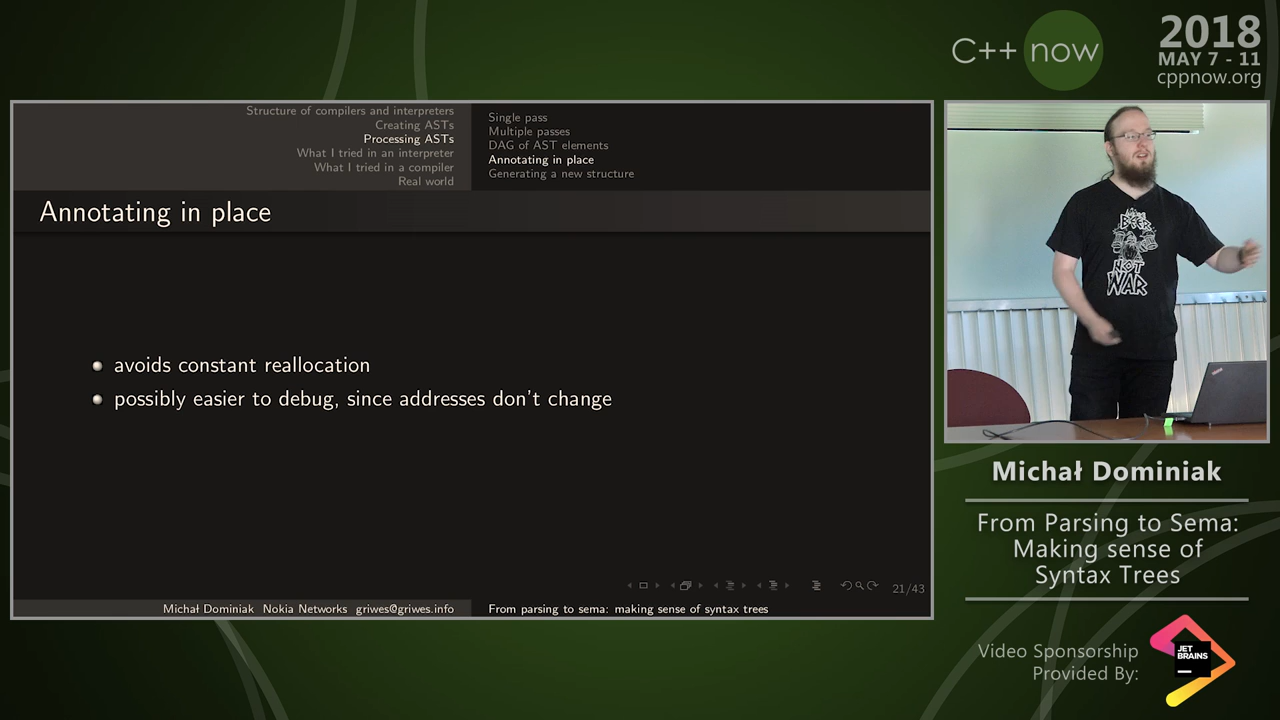 C++ now
2018
MAY 7 - 11
cppnow.org
Structure of compilers and interpreters
Creating ASTs
Processing ASTs
What I tried in an interpreter
What I tried in a compiler
Real world
Single pass
Multiple passes
DAG of AST elements
Annotating in place
Generating a new structure
Annotating in place
avoids constant reallocation
possibly easier to debug, since addresses don't change
21/43
Michał Dominiak Nokia Networks griwes@griwes.info
From parsing to sema: making sense of syntax trees
BEER
NOT
WAR
Michał Dominiak
From Parsing to Sema:
Making sense of
Syntax Trees
Video Sponsorship
Provided By:
JET
BRAINS